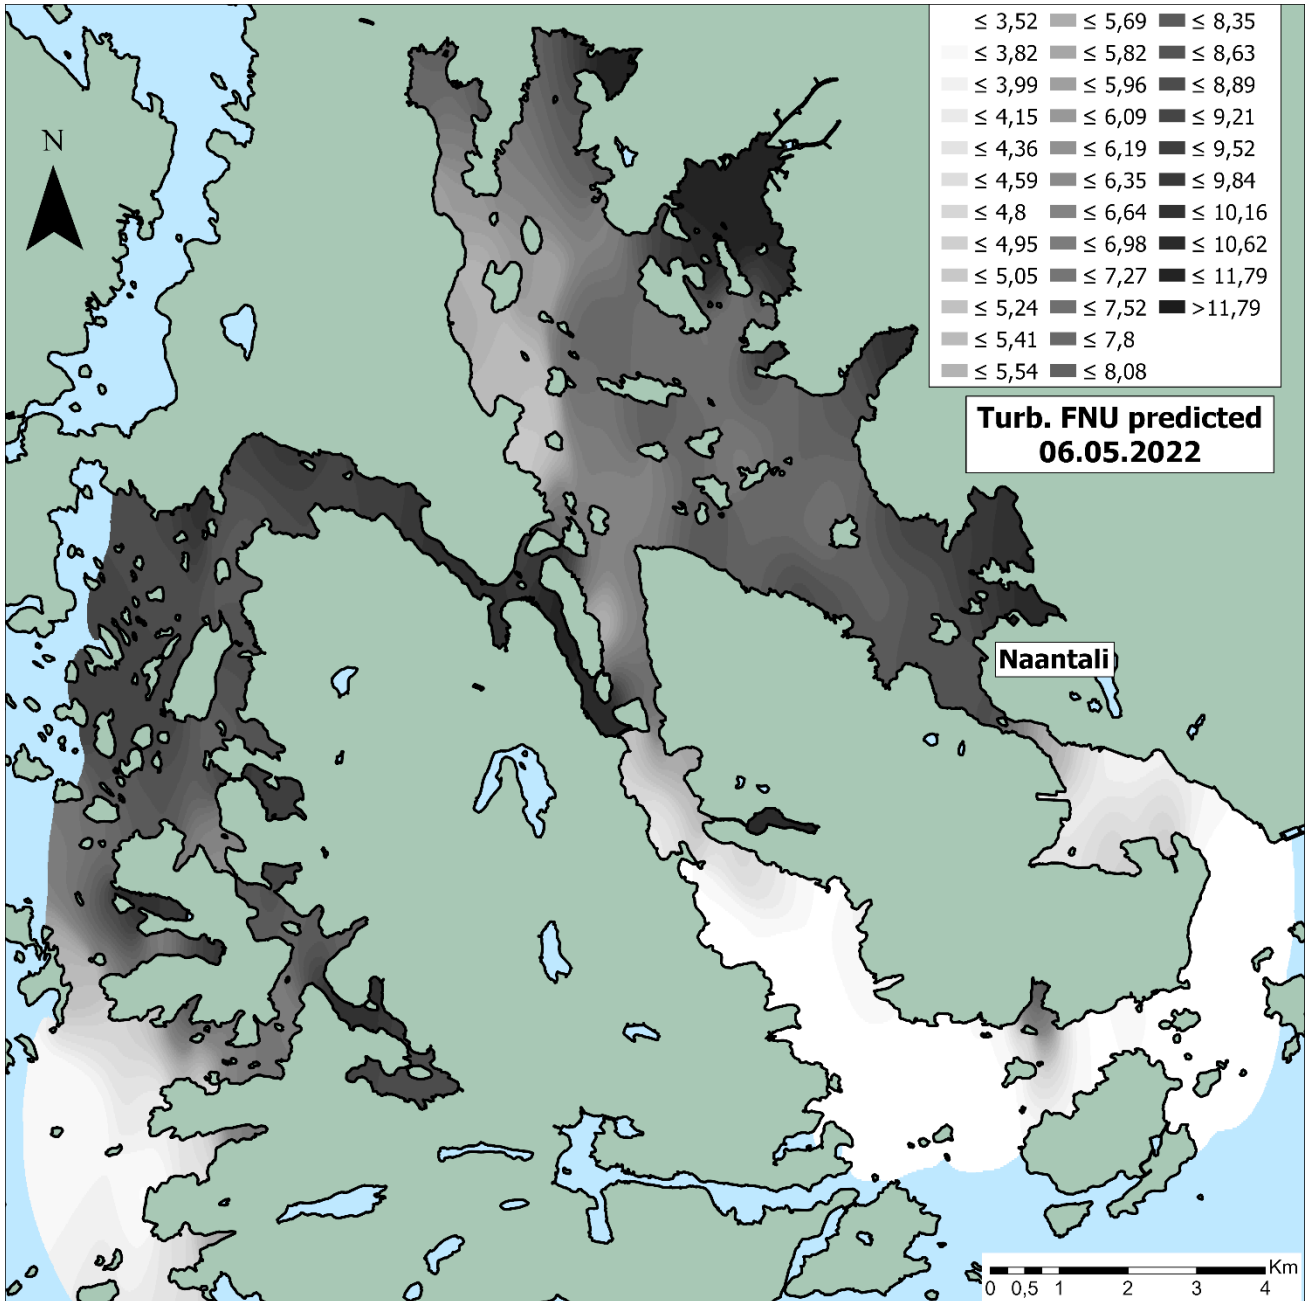 ≤ 3,52 ≤ 5,69 ≤ 8,35
≤ 3,82 ≤ 5,82 ≤ 8,63
≤ 3,99 ≤ 5,96 ≤ 8,89
≤ 4,15 ≤ 6,09 ≤ 9,21
≤ 4,36 ≤ 6,19 ≤ 9,52
≤ 4,59 ≤ 6,35 ≤ 9,84
≤ 4,8 ≤ 6,64 ≤ 10,16
≤ 4,95 ≤ 6,98 ≤ 10,62
≤ 5,05 ≤ 7,27 ≤ 11,79
≤ 5,24 ≤ 7,52 >11,79
≤ 5,41 ≤ 7,8
≤ 5,54 ≤ 8,08
N
Turb. FNU predicted
06.05.2022
Naantali
Km
0 0,5 1 2 3 4